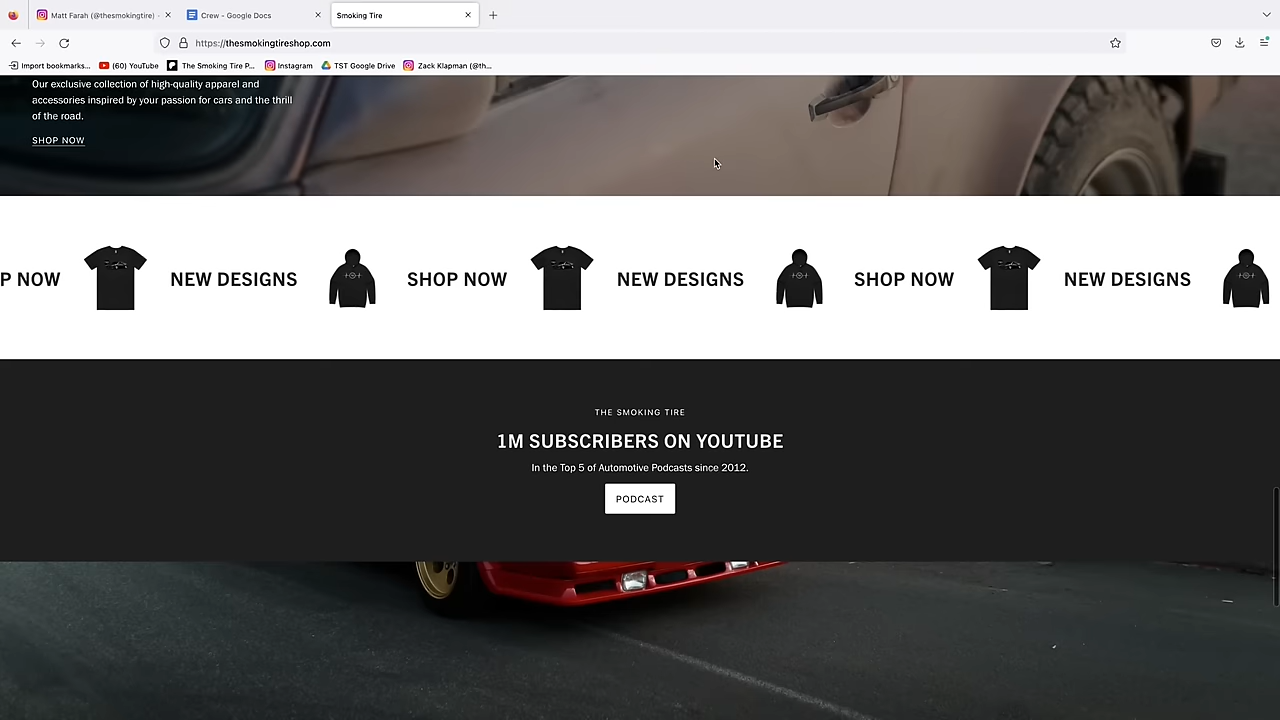 Matt Farah (@thesmokingtire) -
Crew - Google Docs
Smoking Tire
https://thesmokingtireshop.com
Import bookmarks...
(60) YouTube
The Smoking Tire P...
Instagram
TST Google Drive
Zack Klapman (@th...
Our exclusive collection of high-quality apparel and
accessories inspired by your passion for cars and the thrill
of the road.
SHOP NOW
P NOW NEW DESIGNS SHOP NOW NEW DESIGNS SHOP NOW NEW DESIGNS
THE SMOKING TIRE
1M SUBSCRIBERS ON YOUTUBE
In the Top 5 of Automotive Podcasts since 2012.
PODCAST